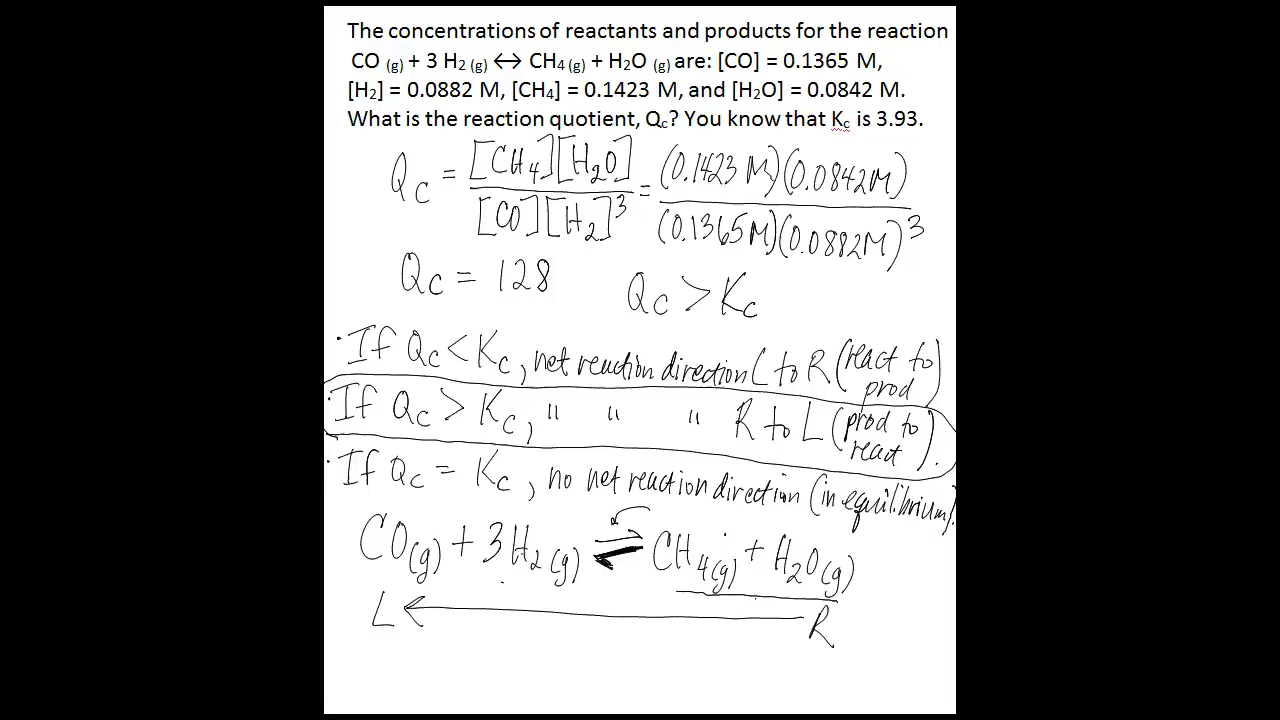 The concentrations of reactants and products for the reaction
CO (g) + 3 H2 (g) ↔ CH4 (g) + H2O (g) are: [CO] = 0.1365 M,
[H2] = 0.0882 M, [CH4] = 0.1423 M, and [H2O] = 0.0842 M.
What is the reaction quotient, Qc? You know that Kc is 3.93.
Qc = [CH4][H2O] / [CO][H2]³ = (0.1423 M)(0.0842M) / (0.1365M)(0.0882M)³
Qc = 128 Qc > Kc
· If Qc < Kc, net reaction direction L to R (react to prod)
· If Qc > Kc, " " " R to L (prod to react).
· If Qc = Kc, no net reaction direction (in equilibrium).
CO(g) + 3H2(g) ⇌ CH4(g) + H2O(g)
L ← R